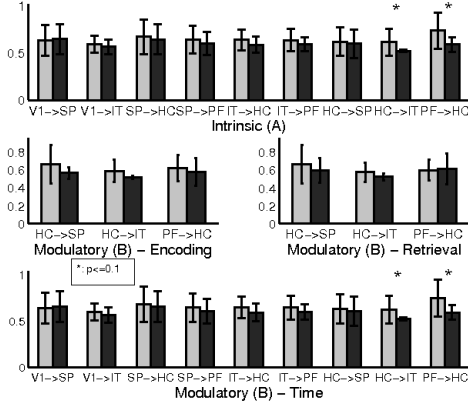 * *
1
0.5
0
V1->SP V1->IT SP->HC SP->PF IT->HC IT->PF HC->SP HC->IT PF->HC
Intrinsic (A)
0.8
0.6
0.4
0.2
0
HC->SP HC->IT PF->HC
Modulatory (B) – Encoding
0.8
0.6
0.4
0.2
0
HC->SP HC->IT PF->HC
Modulatory (B) – Retrieval
*: p<=0.1
* *
1
0.5
0
V1->SP V1->IT SP->HC SP->PF IT->HC IT->PF HC->SP HC->IT PF->HC
Modulatory (B) – Time